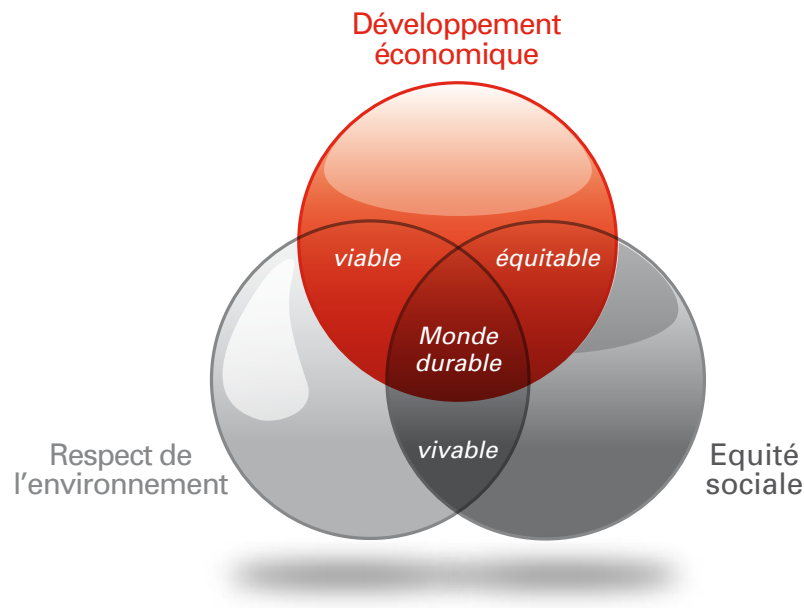 Développement
économique
viable
équitable
Monde
durable
vivable
Respect de
l'environnement
Equité
sociale